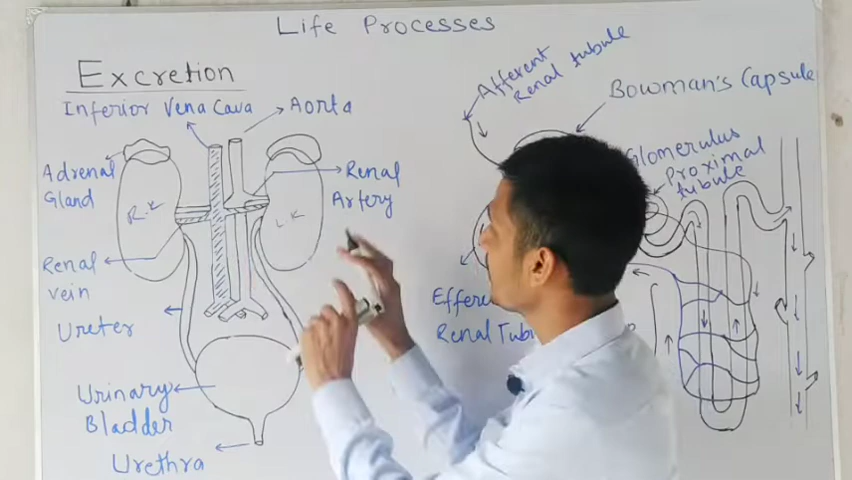 Life Processes
Excretion
Inferior Vena Cava
Aorta
Adrenal
Gland
Renal
Artery
R.K
L.K
Renal
vein
Ureter
Urinary
Bladder
Urethra
Afferent
Renal tubule
Bowman's Capsule
Glomerulus
Proximal
tubule
Renal